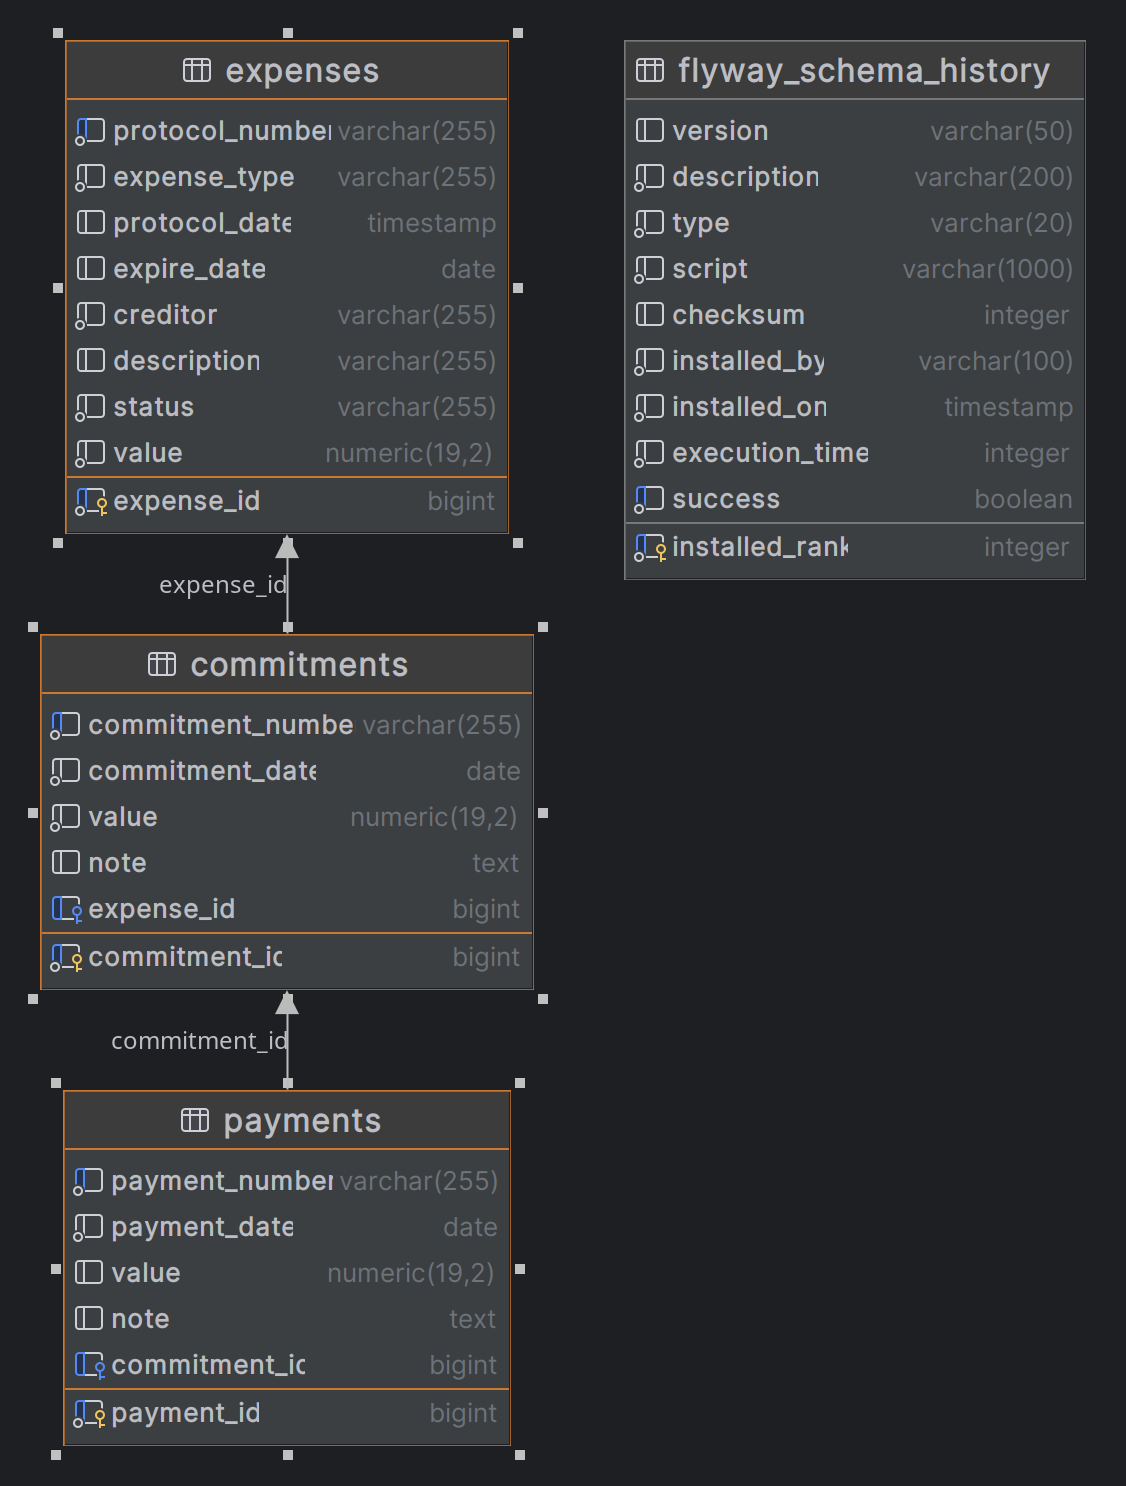 expenses
protocol_number varchar(255)
expense_type varchar(255)
protocol_date timestamp
expire_date date
creditor varchar(255)
description varchar(255)
status varchar(255)
value numeric(19,2)
expense_id bigint
expense_id
commitments
commitment_numbe varchar(255)
commitment_date date
value numeric(19,2)
note text
expense_id bigint
commitment_id bigint
commitment_id
payments
payment_number varchar(255)
payment_date date
value numeric(19,2)
note text
commitment_id bigint
payment_id bigint
flyway_schema_history
version varchar(50)
description varchar(200)
type varchar(20)
script varchar(1000)
checksum integer
installed_by varchar(100)
installed_on timestamp
execution_time integer
success boolean
installed_rank integer